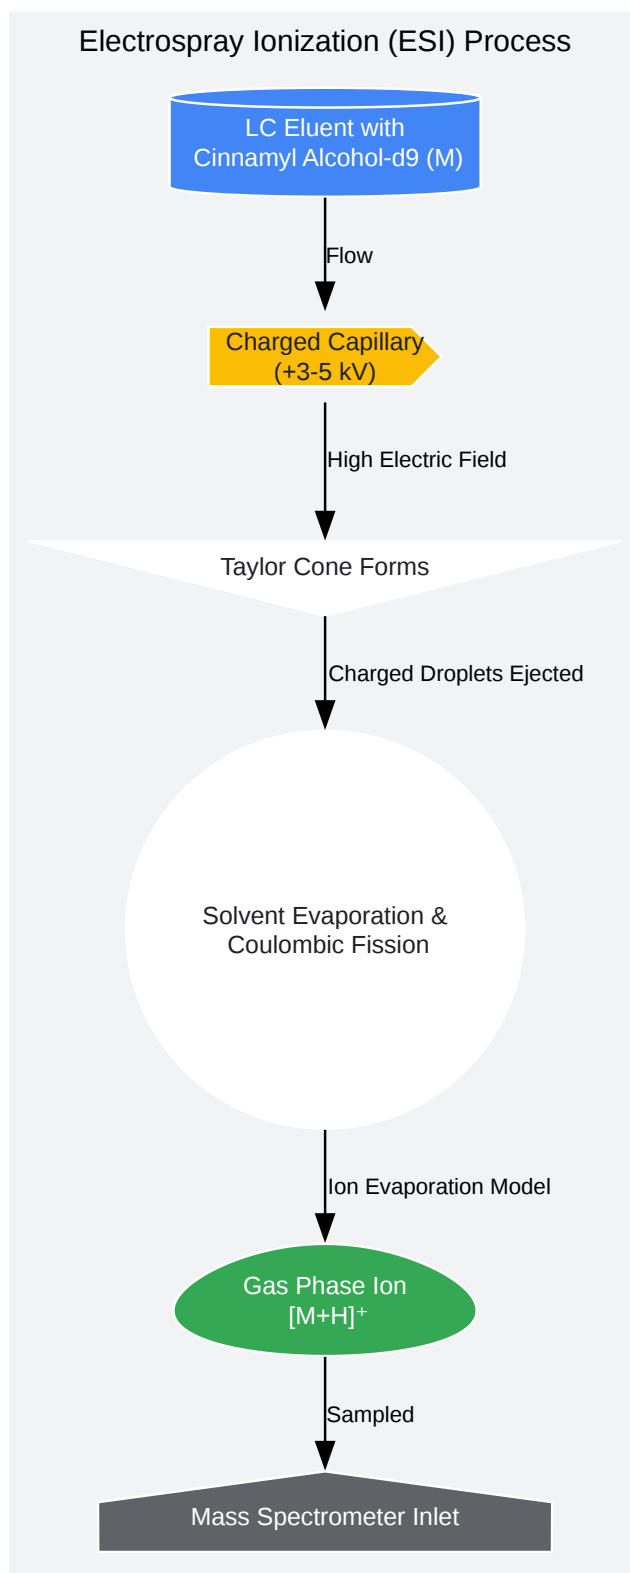 Electrospray Ionization (ESI) Process
LC Eluent with
Cinnamyl Alcohol-d9 (M)
Flow
Charged Capillary
(+3-5 kV)
High Electric Field
Taylor Cone Forms
Charged Droplets Ejected
Solvent Evaporation &
Coulombic Fission
Ion Evaporation Model
Gas Phase Ion
[M+H]⁺
Sampled
Mass Spectrometer Inlet